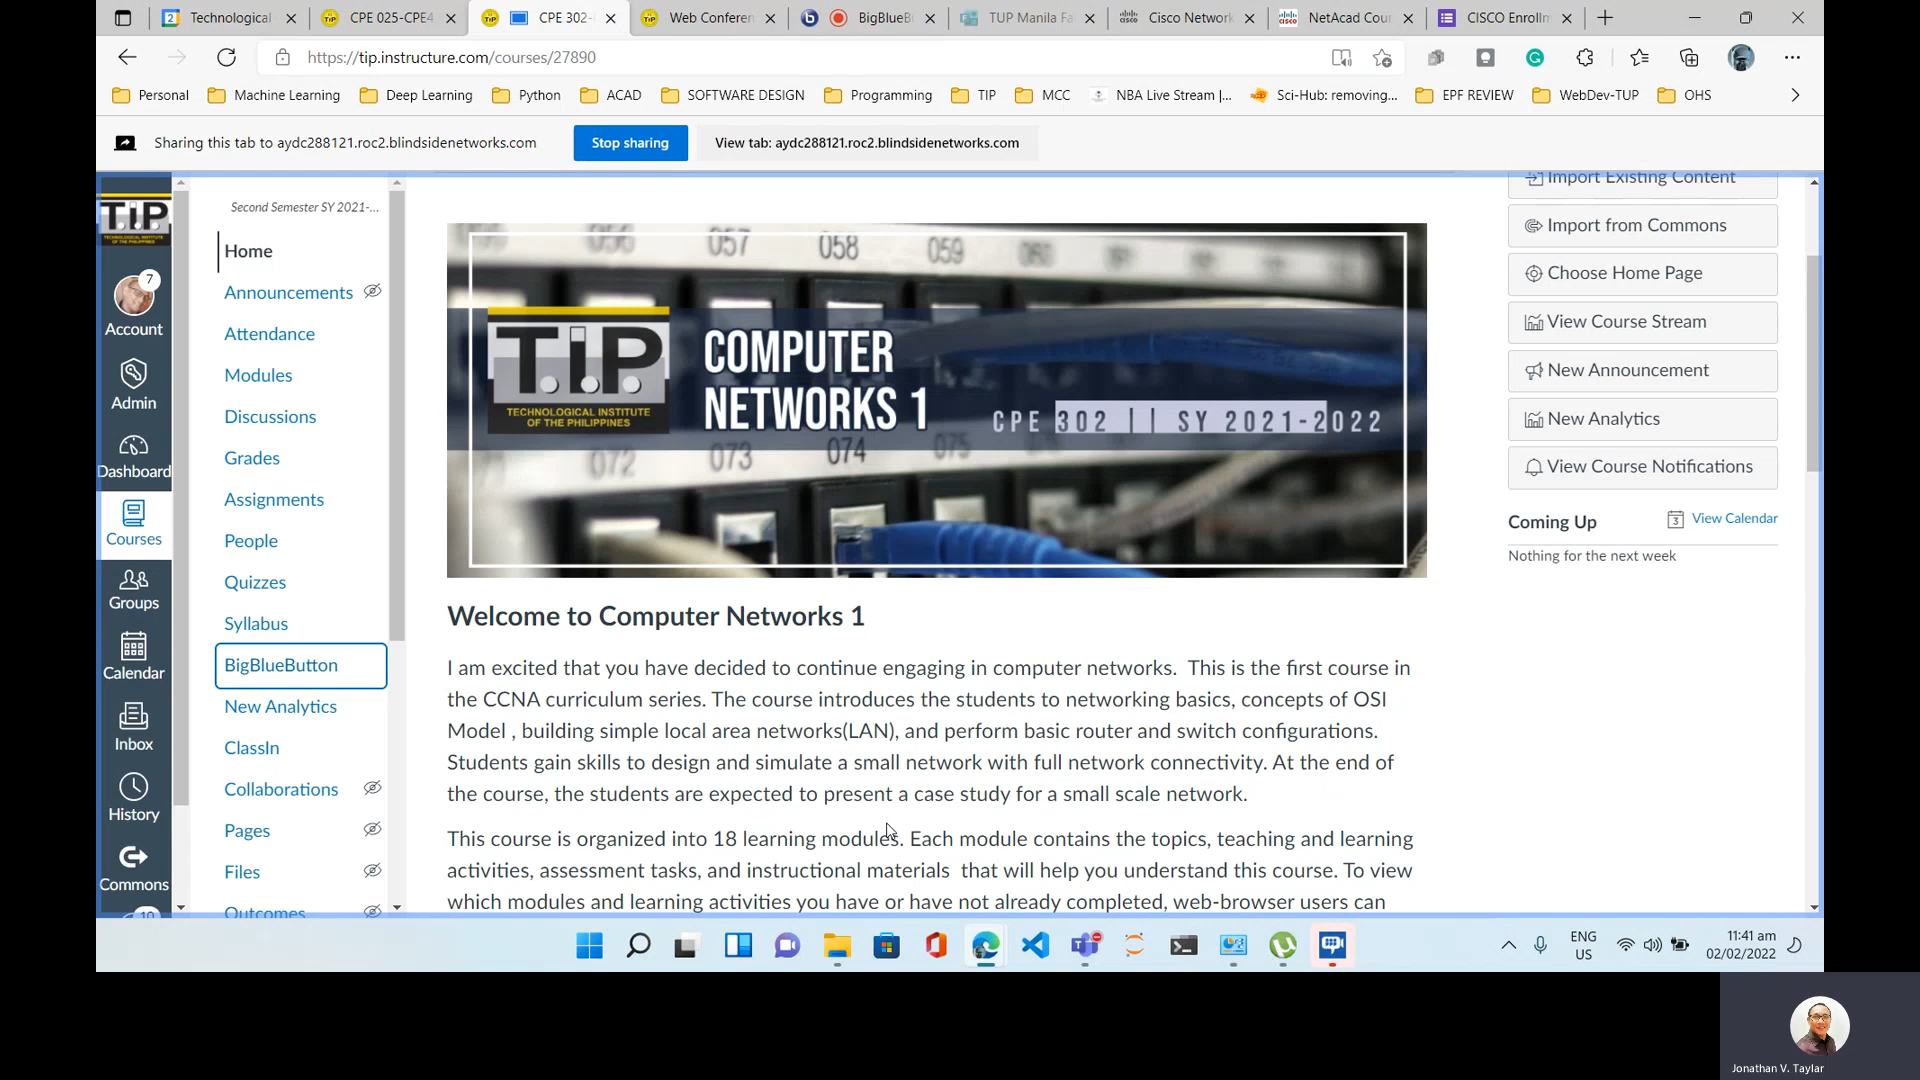 Technological
CPE 025-CPE4
CPE 302-
Web Conferen
BigBlueB
TUP Manila Fa
Cisco Network
NetAcad Cour
CISCO Enrollm
https://tip.instructure.com/courses/27890
Personal
Machine Learning
Deep Learning
Python
ACAD
SOFTWARE DESIGN
Programming
TIP
MCC
NBA Live Stream |...
Sci-Hub: removing...
EPF REVIEW
WebDev-TUP
OHS
Sharing this tab to aydc288121.roc2.blindsidenetworks.com
Stop sharing
View tab: aydc288121.roc2.blindsidenetworks.com
T.I.P
TECHNOLOGICAL INSTITUTE
OF THE PHILIPPINES
7
Account
Admin
Dashboard
Courses
Groups
Calendar
Inbox
History
Commons
10
Second Semester SY 2021-...
Home
Announcements
Attendance
Modules
Discussions
Grades
Assignments
People
Quizzes
Syllabus
BigBlueButton
New Analytics
ClassIn
Collaborations
Pages
Files
Outcomes
056 057 058 059
T.I.P.
TECHNOLOGICAL INSTITUTE
OF THE PHILIPPINES
COMPUTER
NETWORKS 1
CPE 302 || SY 2021-2022
072 073 074 075
Welcome to Computer Networks 1
I am excited that you have decided to continue engaging in computer networks.  This is the first course in
the CCNA curriculum series. The course introduces the students to networking basics, concepts of OSI
Model , building simple local area networks(LAN), and perform basic router and switch configurations.
Students gain skills to design and simulate a small network with full network connectivity. At the end of
the course, the students are expected to present a case study for a small scale network.
This course is organized into 18 learning modules. Each module contains the topics, teaching and learning
activities, assessment tasks, and instructional materials  that will help you understand this course. To view
which modules and learning activities you have or have not already completed, web-browser users can
Import Existing Content
Import from Commons
Choose Home Page
View Course Stream
New Announcement
New Analytics
View Course Notifications
Coming Up
3
View Calendar
Nothing for the next week
ENG
US
11:41 am
02/02/2022
Jonathan V. Taylar